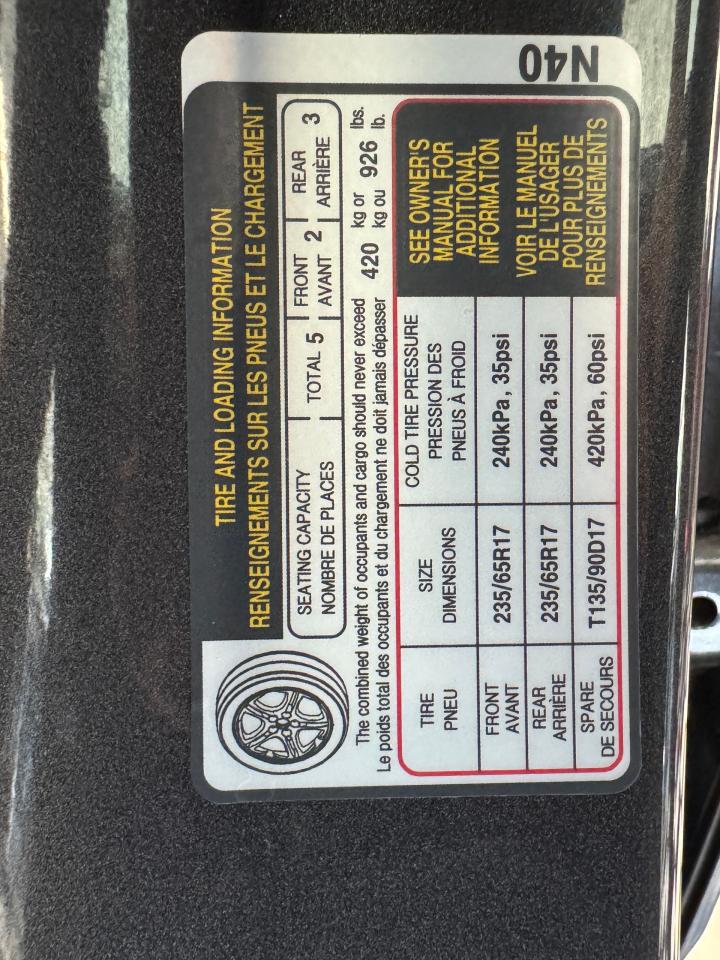 N40
TIRE AND LOADING INFORMATION
RENSEIGNEMENTS SUR LES PNEUS ET LE CHARGEMENT
SEATING CAPACITY
NOMBRE DE PLACES
TOTAL 5
FRONT
AVANT 2
REAR
ARRIÈRE 3
The combined weight of occupants and cargo should never exceed 420 kg or 926 lbs.
Le poids total des occupants et du chargement ne doit jamais dépasser kg ou lb.
TIRE
PNEU
SIZE
DIMENSIONS
COLD TIRE PRESSURE
PRESSION DES
PNEUS À FROID
FRONT
AVANT
235/65R17
240kPa, 35psi
REAR
ARRIÈRE
235/65R17
240kPa, 35psi
SPARE
DE SECOURS
T135/90D17
420kPa, 60psi
SEE OWNER'S
MANUAL FOR
ADDITIONAL
INFORMATION
VOIR LE MANUEL
DE L'USAGER
POUR PLUS DE
RENSEIGNEMENTS